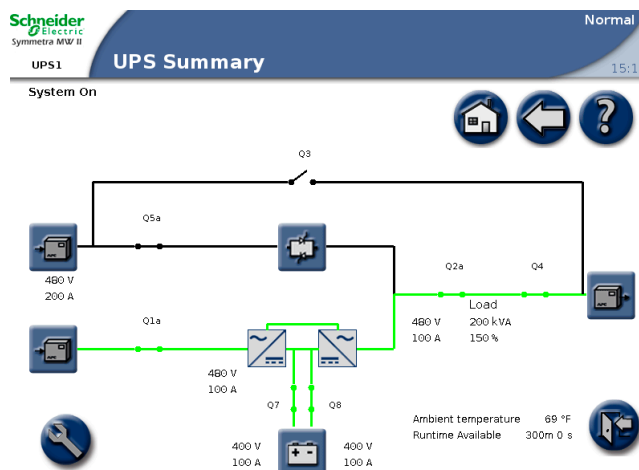 Schneider
Electric
Symmetra MW II
Normal
UPS1
UPS Summary
System On
Q3
Q5a
480 V
200 A
Q2a
Q4
Load
Q1a
480 V
200 kVA
100 A
150 %
480 V
100 A
Q7
Q8
400 V
100 A
400 V
100 A
Ambient temperature 69 °F
Runtime Available 300m 0 s